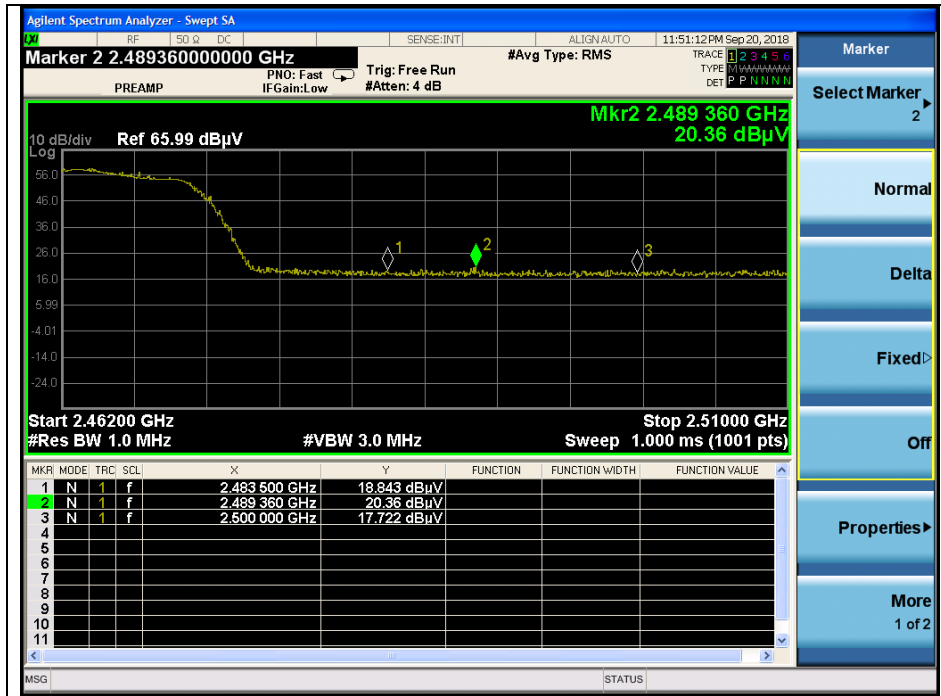 Agilent Spectrum Analyzer - Swept SA
LXI RF 50 Ω DC SENSE:INT ALIGN AUTO 11:51:12 PM Sep 20, 2018
Marker 2 2.489360000000 GHz
PREAMP
PNO: Fast
IFGain:Low
Trig: Free Run
#Atten: 4 dB
#Avg Type: RMS
TRACE 1 2 3 4 5 6
TYPE M W W W W W
DET P P N N N N
Mkr2 2.489 360 GHz
20.36 dBµV
10 dB/div Ref 65.99 dBµV
Log
56.0
46.0
36.0
26.0
16.0
5.99
-4.01
-14.0
-24.0
1
2
3
Start 2.46200 GHz Stop 2.51000 GHz
#Res BW 1.0 MHz #VBW 3.0 MHz Sweep 1.000 ms (1001 pts)
MKR MODE TRC SCL X Y FUNCTION FUNCTION WIDTH FUNCTION VALUE
1 N 1 f 2.483 500 GHz 18.843 dBµV
2 N 1 f 2.489 360 GHz 20.36 dBµV
3 N 1 f 2.500 000 GHz 17.722 dBµV
4
5
6
7
8
9
10
11
MSG STATUS
Marker
Select Marker
2
Normal
Delta
Fixed
Off
Properties
More
1 of 2